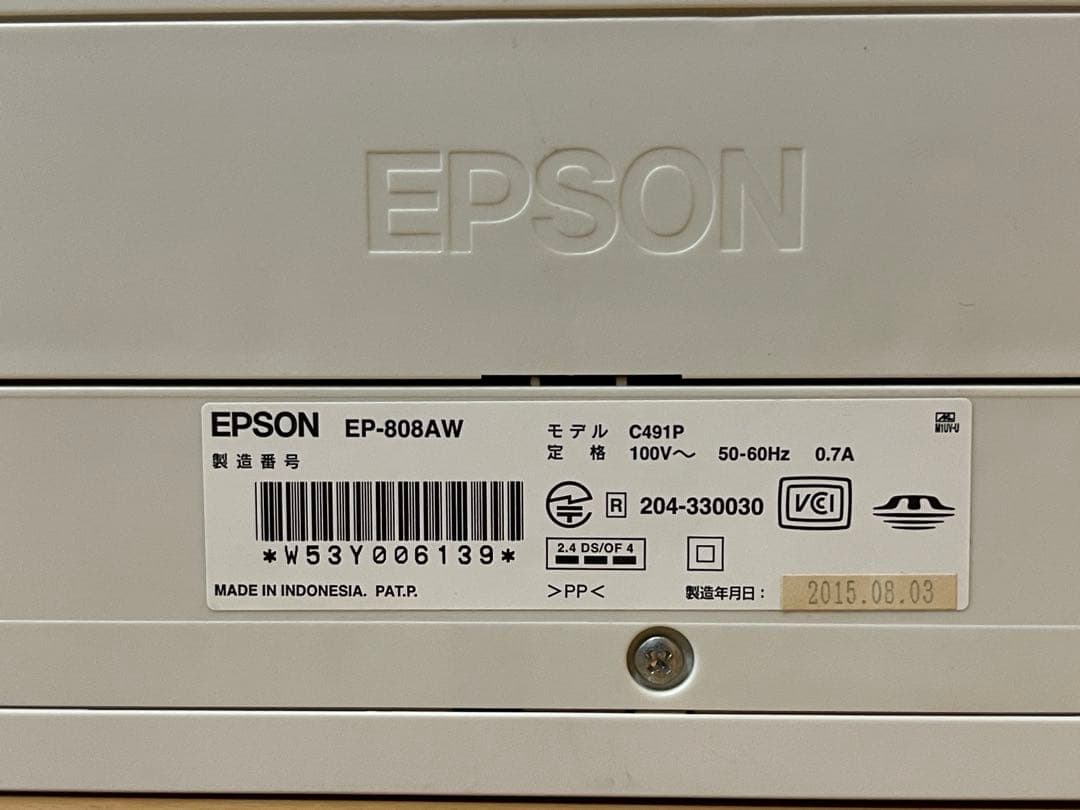 EPSON
EPSON EP-808AW
製造番号
*W53Y006139*
MADE IN INDONESIA. PAT.P.
モデル C491P
定格 100V～ 50-60Hz 0.7A
R 204-330030 VCCI
2.4 DS/OF 4
>PP<
製造年月日： 2015.08.03
M1UV-U